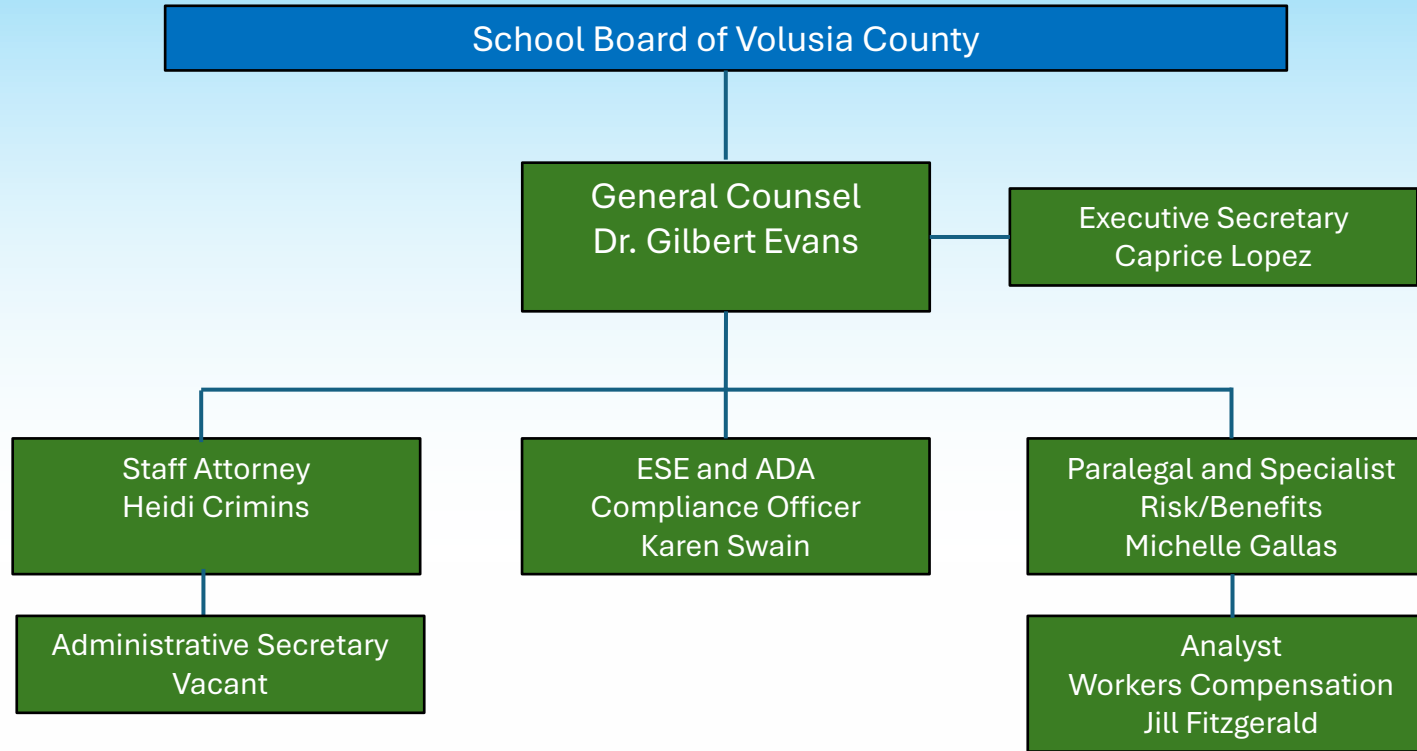 School Board of Volusia County
General Counsel
Dr. Gilbert Evans
Executive Secretary
Caprice Lopez
Staff Attorney
Heidi Crimins
ESE and ADA
Compliance Officer
Karen Swain
Paralegal and Specialist
Risk/Benefits
Michelle Gallas
Administrative Secretary
Vacant
Analyst
Workers Compensation
Jill Fitzgerald